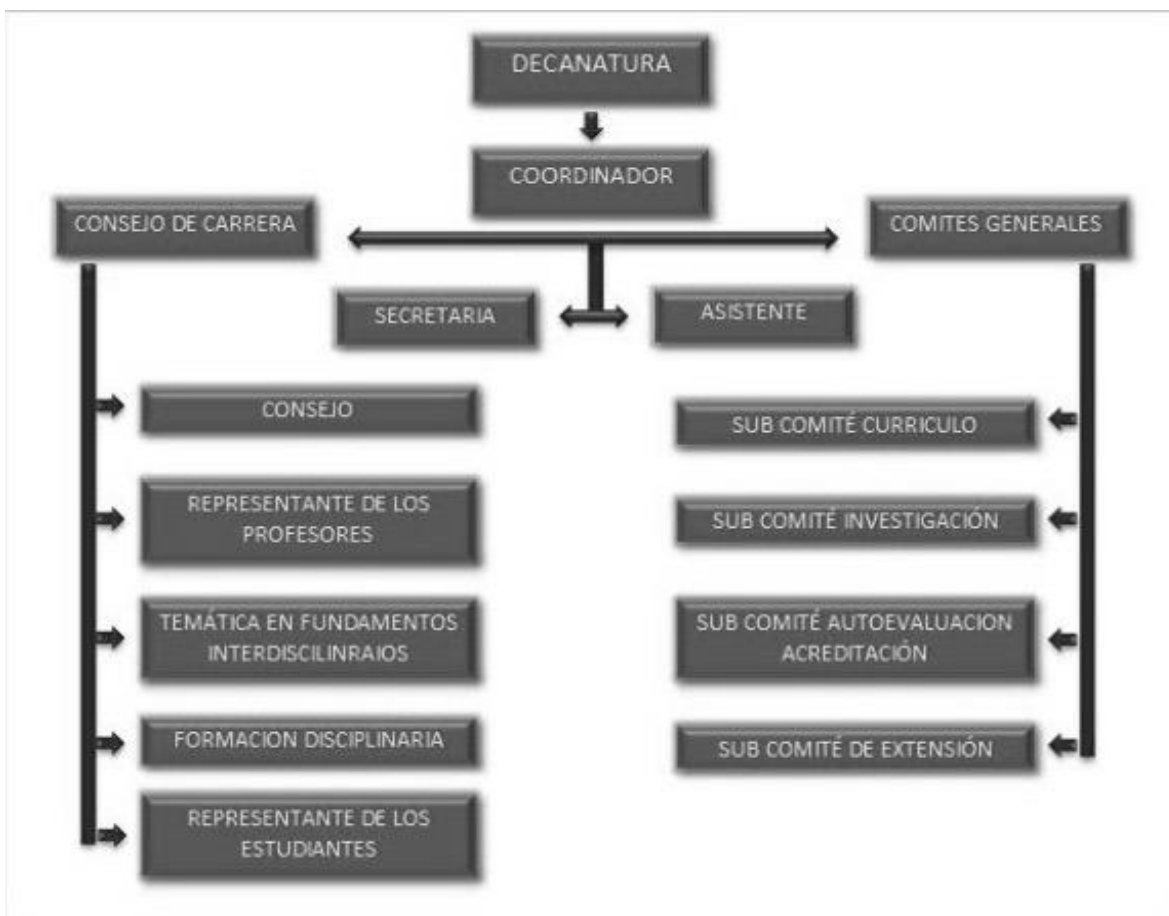 DECANATURA
COORDINADOR
CONSEJO DE CARRERA
COMITES GENERALES
SECRETARIA
ASISTENTE
CONSEJO
REPRESENTANTE DE LOS
PROFESORES
TEMÁTICA EN FUNDAMENTOS
INTERDISCILINRAIOS
FORMACION DISCIPLINARIA
REPRESENTANTE DE LOS
ESTUDIANTES
SUB COMITÉ CURRICULO
SUB COMITÉ INVESTIGACIÓN
SUB COMITÉ AUTOEVALUACION
ACREDITACIÓN
SUB COMITÉ DE EXTENSIÓN